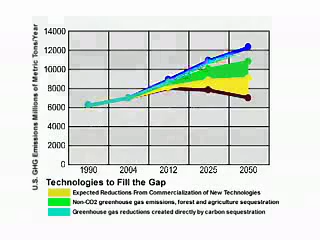 U.S. GHG Emissions Millions of Metric Tons/Year
14000
12000
10000
8000
6000
4000
2000
0
1990 2004 2012 2025 2050
Technologies to Fill the Gap
Expected Reductions From Commercialization of New Technologies
Non-CO2 greenhouse gas emissions, forest and agriculture sequestration
Greenhouse gas reductions created directly by carbon sequestration